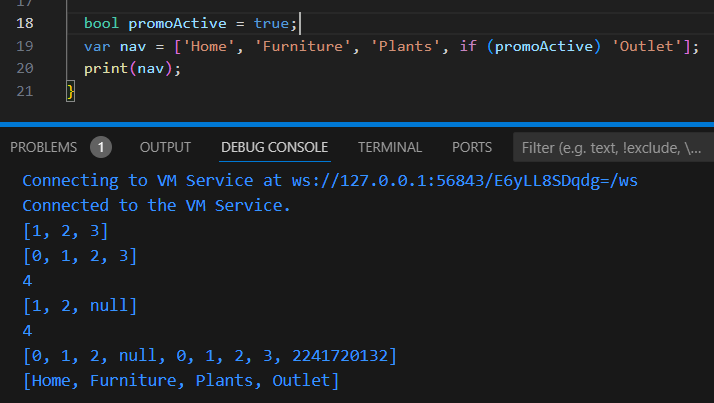 17
18 bool promoActive = true;
19 var nav = ['Home', 'Furniture', 'Plants', if (promoActive) 'Outlet'];
20 print(nav);
21 }
PROBLEMS 1 OUTPUT DEBUG CONSOLE TERMINAL PORTS Filter (e.g. text, !exclude, \...
Connecting to VM Service at ws://127.0.0.1:56843/E6yLL8SDqdg=/ws
Connected to the VM Service.
[1, 2, 3]
[0, 1, 2, 3]
4
[1, 2, null]
4
[0, 1, 2, null, 0, 1, 2, 3, 2241720132]
[Home, Furniture, Plants, Outlet]